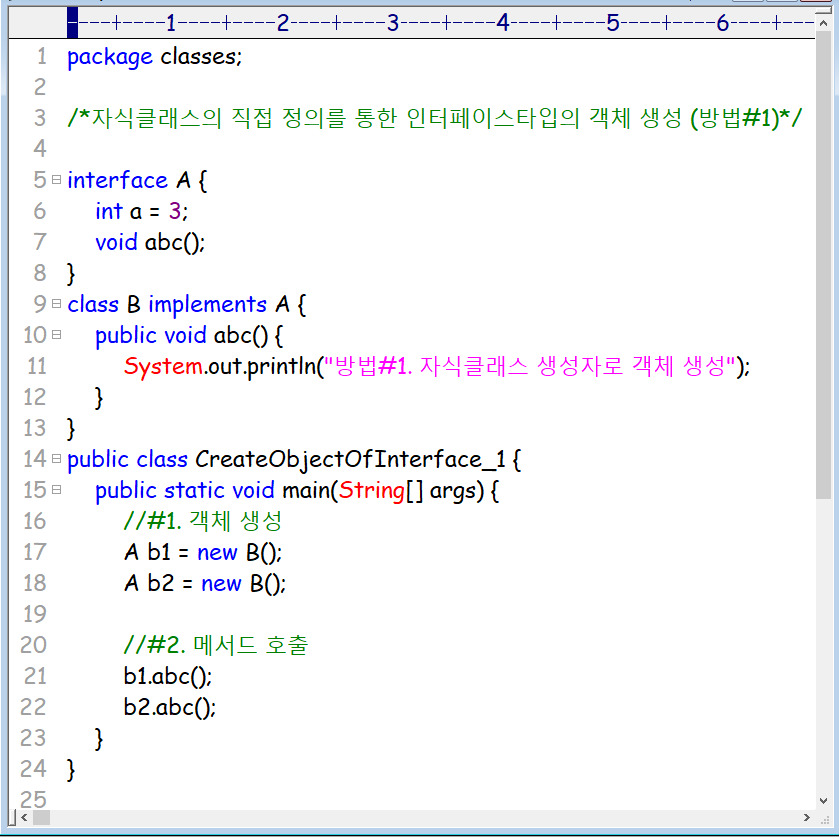 ----+----1----+----2----+----3----+----4----+----5----+----6----+---
1 package classes;
2
3 /*자식클래스의 직접 정의를 통한 인터페이스타입의 객체 생성 (방법#1)*/
4
5 interface A {
6 int a = 3;
7 void abc();
8 }
9 class B implements A {
10 public void abc() {
11 System.out.println("방법#1. 자식클래스 생성자로 객체 생성");
12 }
13 }
14 public class CreateObjectOfInterface_1 {
15 public static void main(String[] args) {
16 //#1. 객체 생성
17 A b1 = new B();
18 A b2 = new B();
19
20 //#2. 메서드 호출
21 b1.abc();
22 b2.abc();
23 }
24 }
25